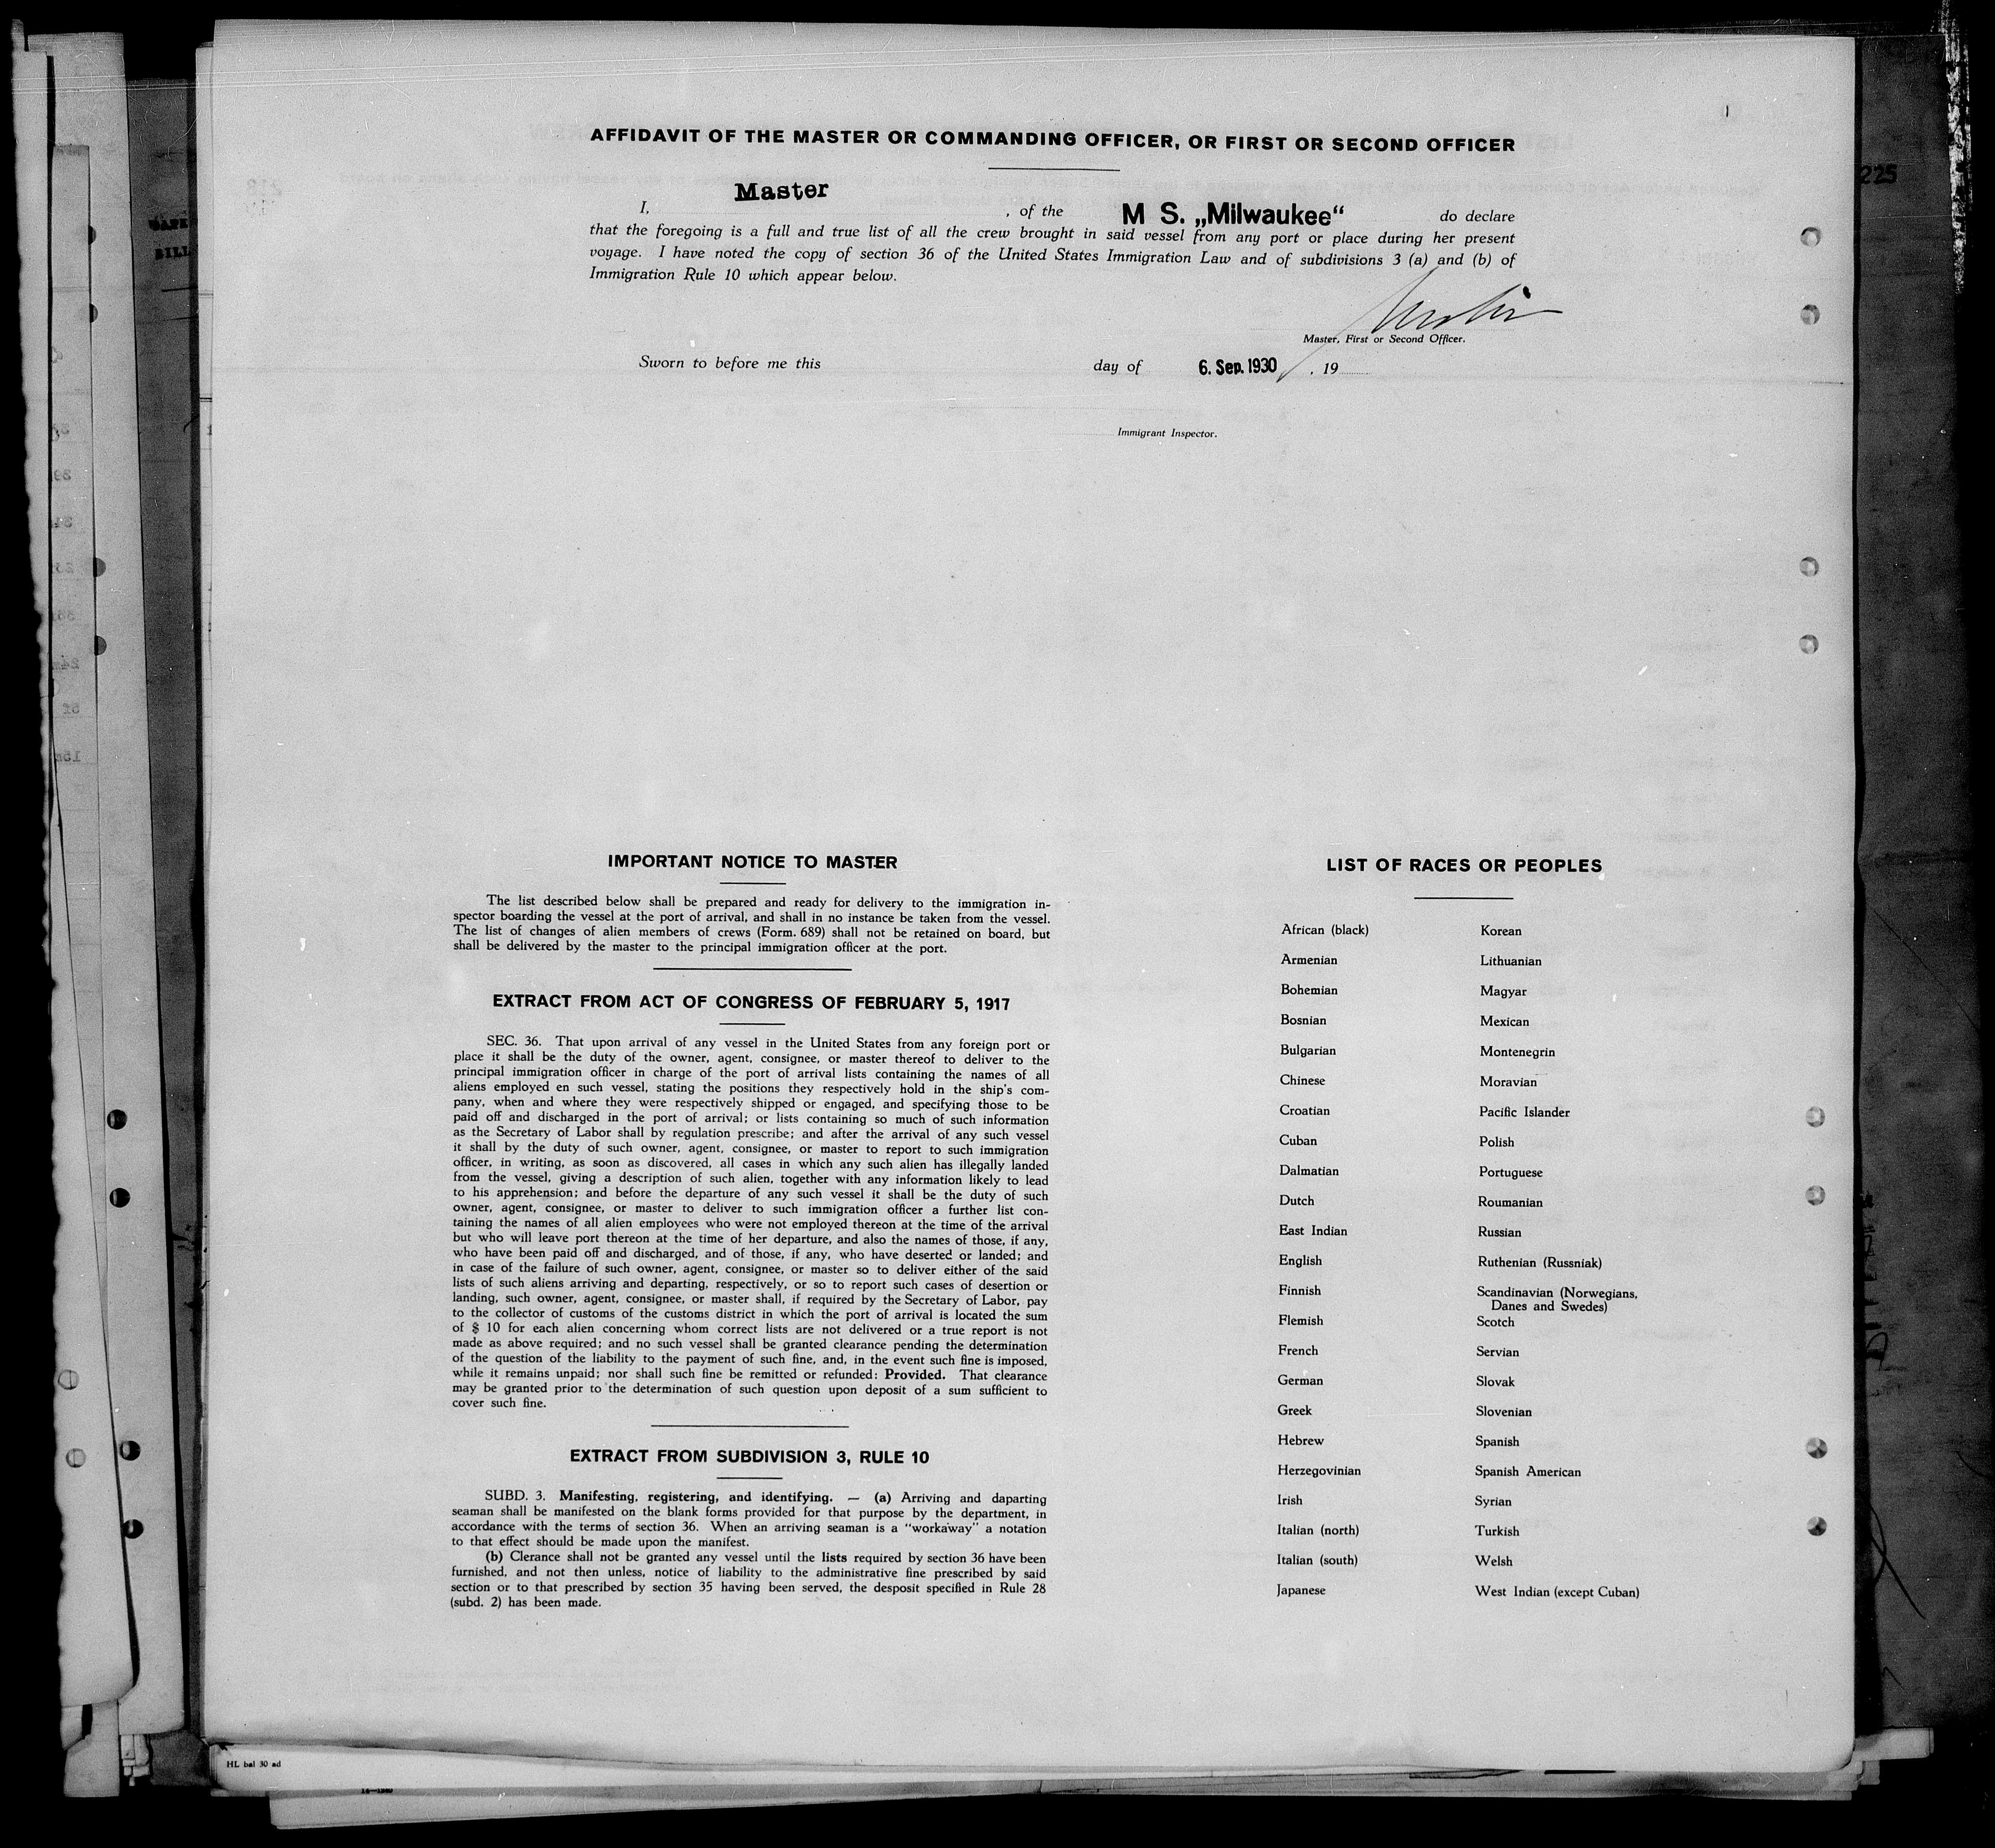 AFFIDAVIT OF THE MASTER OR COMMANDING OFFICER, OR FIRST OR SECOND OFFICER
I, Master , of the M S. „Milwaukee“ do declare
that the foregoing is a full and true list of all the crew brought in said vessel from any port or place during her present
voyage. I have noted the copy of section 36 of the United States Immigration Law and of subdivisions 3 (a) and (b) of
Immigration Rule 10 which appear below.
Master, First or Second Officer.
Sworn to before me this day of 6. Sep. 1930 , 19
Immigrant Inspector.
225
IMPORTANT NOTICE TO MASTER
The list described below shall be prepared and ready for delivery to the immigration in-
spector boarding the vessel at the port of arrival, and shall in no instance be taken from the vessel.
The list of changes of alien members of crews (Form. 689) shall not be retained on board, but
shall be delivered by the master to the principal immigration officer at the port.
EXTRACT FROM ACT OF CONGRESS OF FEBRUARY 5, 1917
SEC. 36. That upon arrival of any vessel in the United States from any foreign port or
place it shall be the duty of the owner, agent, consignee, or master thereof to deliver to the
principal immigration officer in charge of the port of arrival lists containing the names of all
aliens employed en such vessel, stating the positions they respectively hold in the ship's com-
pany, when and where they were respectively shipped or engaged, and specifying those to be
paid off and discharged in the port of arrival; or lists containing so much of such information
as the Secretary of Labor shall by regulation prescribe; and after the arrival of any such vessel
it shall by the duty of such owner, agent, consignee, or master to report to such immigration
officer, in writing, as soon as discovered, all cases in which any such alien has illegally landed
from the vessel, giving a description of such alien, together with any information likely to lead
to his apprehension; and before the departure of any such vessel it shall be the duty of such
owner, agent, consignee, or master to deliver to such immigration officer a further list con-
taining the names of all alien employees who were not employed thereon at the time of the arrival
but who will leave port thereon at the time of her departure, and also the names of those, if any,
who have been paid off and discharged, and of those, if any, who have deserted or landed; and
in case of the failure of such owner, agent, consignee, or master so to deliver either of the said
lists of such aliens arriving and departing, respectively, or so to report such cases of desertion or
landing, such owner, agent, consignee, or master shall, if required by the Secretary of Labor, pay
to the collector of customs of the customs district in which the port of arrival is located the sum
of $ 10 for each alien concerning whom correct lists are not delivered or a true report is not
made as above required; and no such vessel shall be granted clearance pending the determination
of the question of the liability to the payment of such fine, and, in the event such fine is imposed,
while it remains unpaid; nor shall such fine be remitted or refunded: Provided. That clearance
may be granted prior to the determination of such question upon deposit of a sum sufficient to
cover such fine.
EXTRACT FROM SUBDIVISION 3, RULE 10
SUBD. 3. Manifesting, registering, and identifying. — (a) Arriving and daparting
seaman shall be manifested on the blank forms provided for that purpose by the department, in
accordance with the terms of section 36. When an arriving seaman is a "workaway" a notation
to that effect should be made upon the manifest.
(b) Clerance shall not be granted any vessel until the lists required by section 36 have been
furnished, and not then unless, notice of liability to the administrative fine prescribed by said
section or to that prescribed by section 35 having been served, the desposit specified in Rule 28
(subd. 2) has been made.
LIST OF RACES OR PEOPLES
African (black)
Armenian
Bohemian
Bosnian
Bulgarian
Chinese
Croatian
Cuban
Dalmatian
Dutch
East Indian
English
Finnish
Flemish
French
German
Greek
Hebrew
Herzegovinian
Irish
Italian (north)
Italian (south)
Japanese
Korean
Lithuanian
Magyar
Mexican
Montenegrin
Moravian
Pacific Islander
Polish
Portuguese
Roumanian
Russian
Ruthenian (Russniak)
Scandinavian (Norwegians,
Danes and Swedes)
Scotch
Servian
Slovak
Slovenian
Spanish
Spanish American
Syrian
Turkish
Welsh
West Indian (except Cuban)
HL bal 30 ad